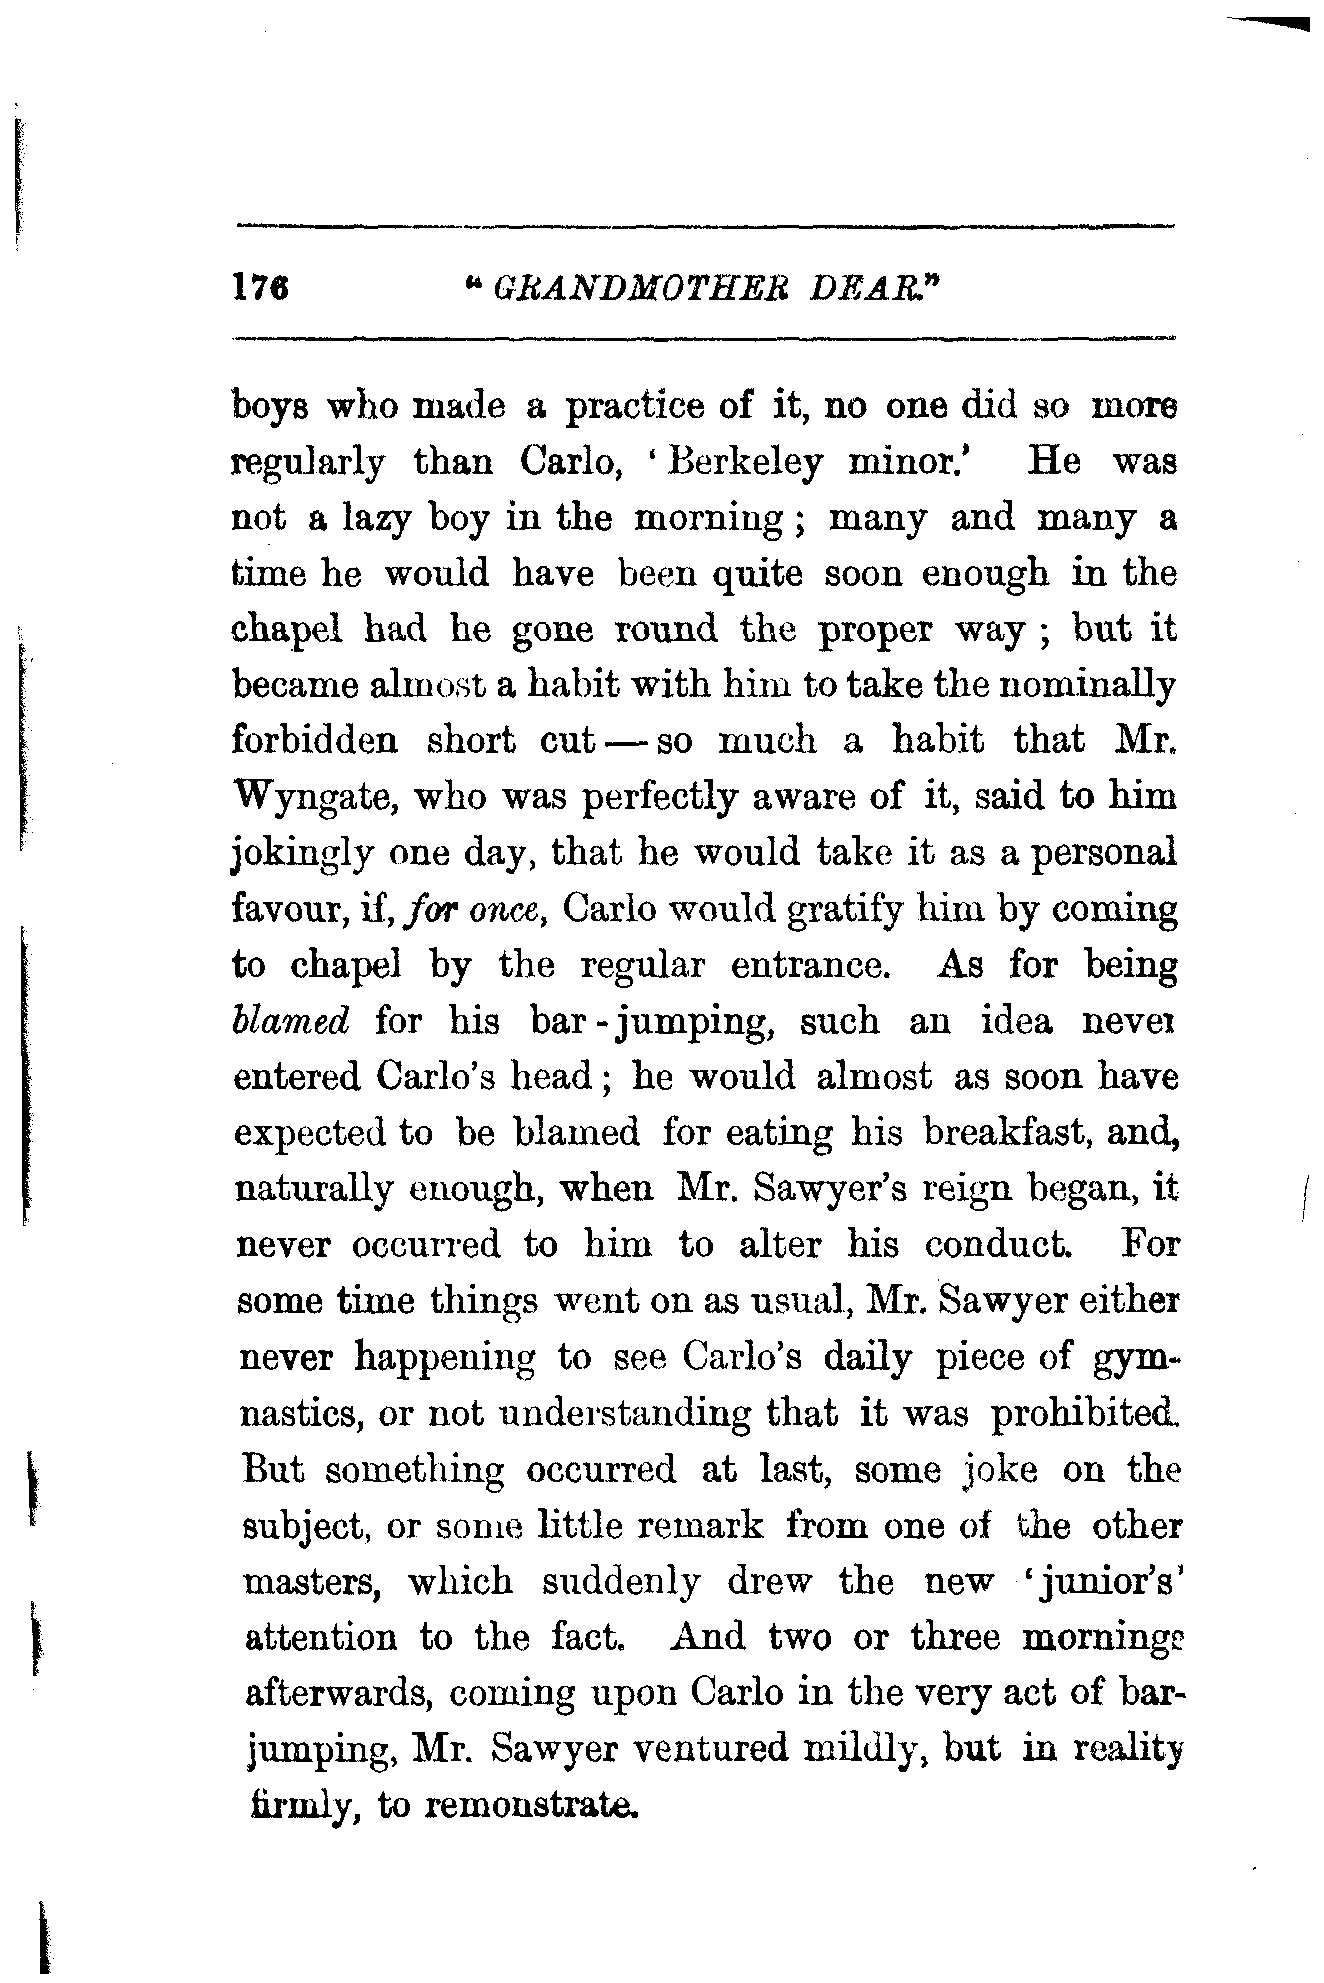 176 " GRANDMOTHER DEAR."
boys who made a practice of it, no one did so more
regularly than Carlo, ' Berkeley minor.' He was
not a lazy boy in the morning ; many and many a
time he would have been quite soon enough in the
chapel had he gone round the proper way ; but it
became almost a habit with him to take the nominally
forbidden short cut — so much a habit that Mr.
Wyngate, who was perfectly aware of it, said to him
jokingly one day, that he would take it as a personal
favour, if, for once, Carlo would gratify him by coming
to chapel by the regular entrance. As for being
blamed for his bar-jumping, such an idea never
entered Carlo's head ; he would almost as soon have
expected to be blamed for eating his breakfast, and,
naturally enough, when Mr. Sawyer's reign began, it
never occurred to him to alter his conduct. For
some time things went on as usual, Mr. Sawyer either
never happening to see Carlo's daily piece of gym-
nastics, or not understanding that it was prohibited.
But something occurred at last, some joke on the
subject, or some little remark from one of the other
masters, which suddenly drew the new 'junior's'
attention to the fact. And two or three mornings
afterwards, coming upon Carlo in the very act of bar-
jumping, Mr. Sawyer ventured mildly, but in reality
firmly, to remonstrate.